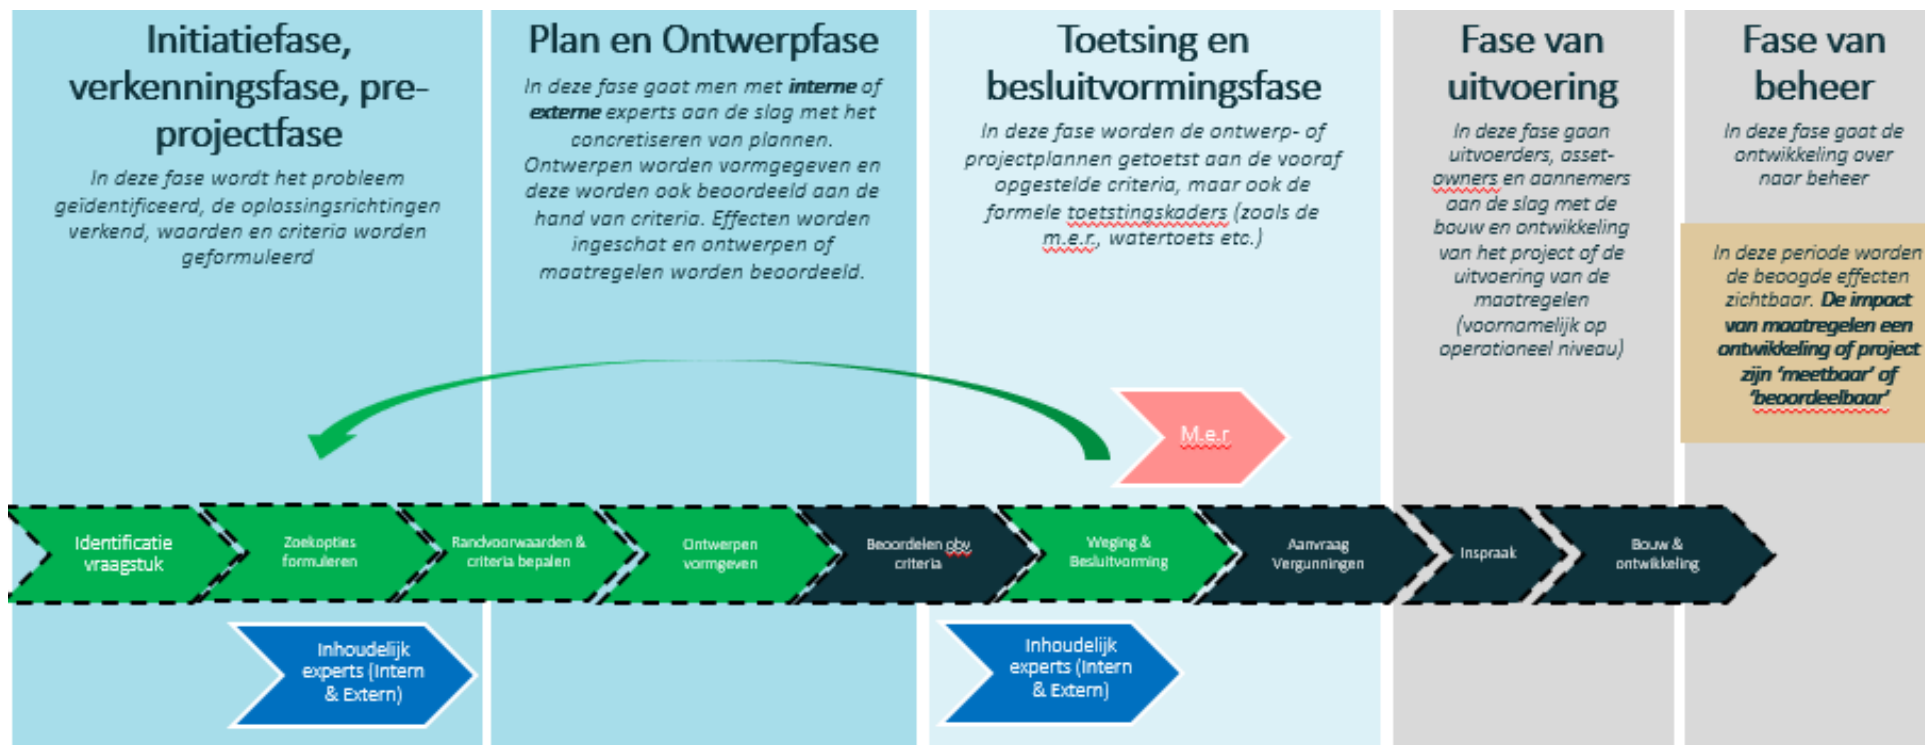 Initiatiefase,
verkenningsfase, pre-
projectfase
In deze fase wordt het probleem
geïdentificeerd, de oplossingsrichtingen
verkend, waarden en criteria worden
geformuleerd
Plan en Ontwerpfase
In deze fase gaat men met interne of
externe experts aan de slag met het
concretiseren van plannen.
Ontwerpen worden vormgegeven en
deze worden ook beoordeeld aan de
hand van criteria. Effecten worden
ingeschat en ontwerpen of
maatregelen worden beoordeeld.
Toetsing en
besluitvormingsfase
In deze fase worden de ontwerp- of
projectplannen getoetst aan de vooraf
opgestelde criteria, maar ook de
formele toetstingskaders (zoals de
m.e.r., watertoets etc.)
Fase van
uitvoering
In deze fase gaan
uitvoerders, asset-
owners en aannemers
aan de slag met de
bouw en ontwikkeling
van het project of de
uitvoering van de
maatregelen
(voornamelijk op
operationeel niveau)
Fase van
beheer
In deze fase gaat de
ontwikkeling over
naar beheer
In deze periode worden
de beoogde effecten
zichtbaar. De impact
van maatregelen een
ontwikkeling of project
zijn ‘meetbaar’ of
‘beoordeelbaar’
M.e.r
Identificatie
vraagstuk
Zoekopties
formuleren
Randvoorwaarden &
criteria bepalen
Ontwerpen
vormgeven
Beoordelen obv
criteria
Weging &
Besluitvorming
Aanvraag
Vergunningen
Inspraak
Bouw &
ontwikkeling
Inhoudelijk
experts (Intern
& Extern)
Inhoudelijk
experts (Intern
& Extern)